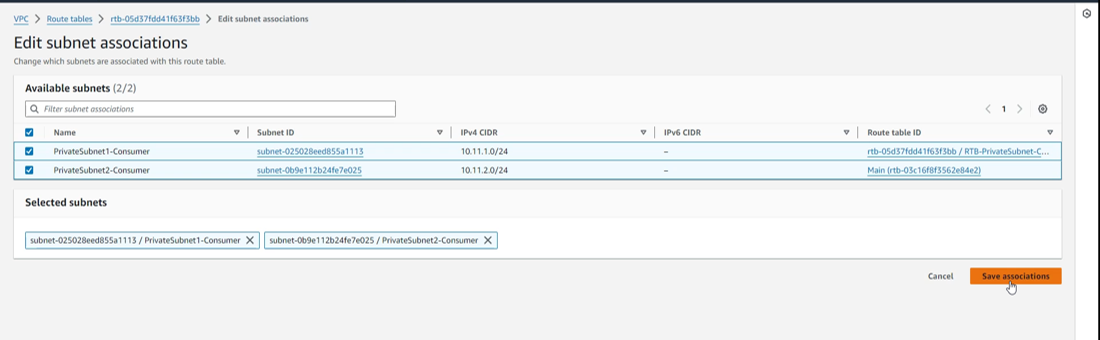 VPC > Route tables > rtb-05d37fdd41f63f3bb > Edit subnet associations
Edit subnet associations
Change which subnets are associated with this route table.
Available subnets (2/2)
Filter subnet associations
1
Name Subnet ID IPv4 CIDR IPv6 CIDR Route table ID
PrivateSubnet1-Consumer subnet-025028eed855a1113 10.11.1.0/24 – rtb-05d37fdd41f63f3bb / RTB-PrivateSubnet-C...
PrivateSubnet2-Consumer subnet-0b9e112b24fe7e025 10.11.2.0/24 – Main (rtb-03c16f8f3562e84e2)
Selected subnets
subnet-025028eed855a1113 / PrivateSubnet1-Consumer X subnet-0b9e112b24fe7e025 / PrivateSubnet2-Consumer X
Cancel Save associations